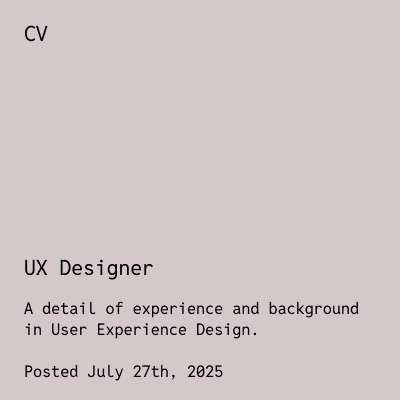 CV
UX Designer
A detail of experience and background
in User Experience Design.
Posted July 27th, 2025